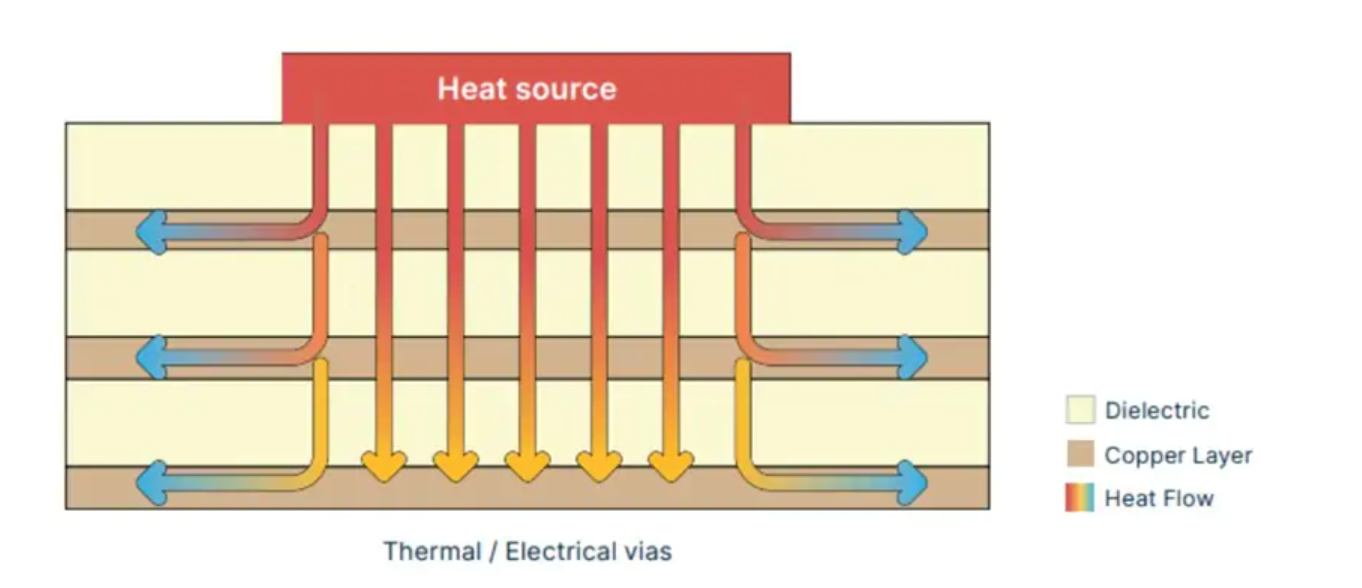 Heat source
Dielectric
Copper Layer
Heat Flow
Thermal / Electrical vias